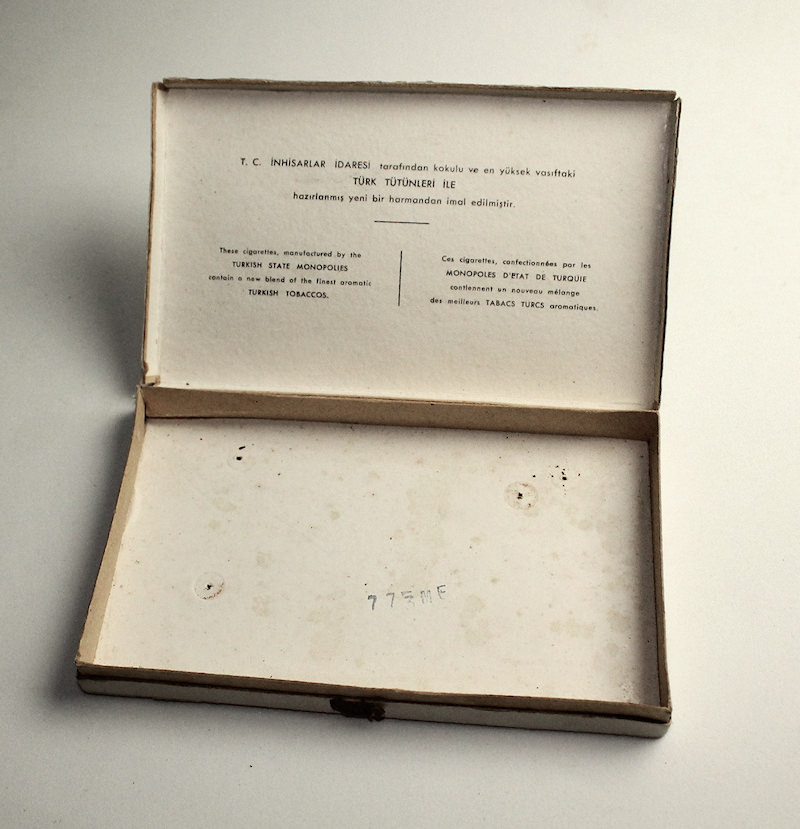 T. C. İNHİSARLAR İDARESİ tarafından kokulu ve en yüksek vasıftaki
TÜRK TÜTÜNLERİ İLE
hazırlanmış yeni bir harmandan imal edilmiştir.
These cigarettes, manufactured by the
TURKISH STATE MONOPOLIES
contain a new blend of the finest aromatic
TURKISH TOBACCOS.
Ces cigarettes, confectionnées par les
MONOPOLES D'ETAT DE TURQUIE
contiennent un nouveau mélange
des meilleurs TABACS TURCS aromatiques.